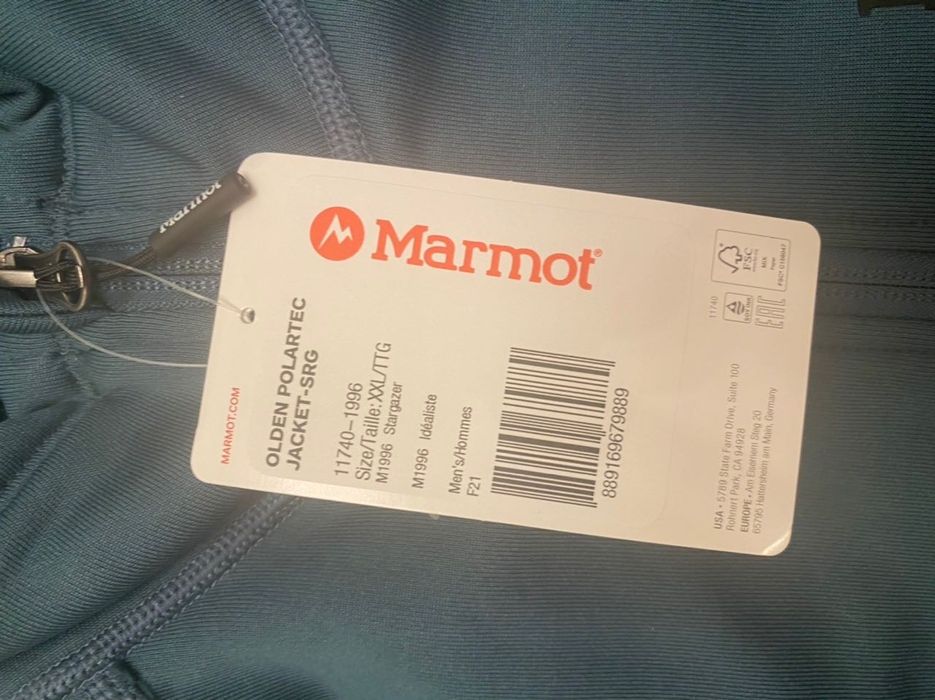 Marmot®
MARMOT.COM
OLDEN POLARTEC
JACKET-SRG
11740-1996
Size/Taille:XXL/TTG
M1996 Stargazer
M1996 Idéaliste
Men's/Hommes
F21
889169679889
FSC
MIX
11740
EAC
USA • 5789 State Farm Drive, Suite 100
Rohnert Park, CA 94928
EUROPE • Am Eisernen Steg 20
65795 Hattersheim am Main, Germany